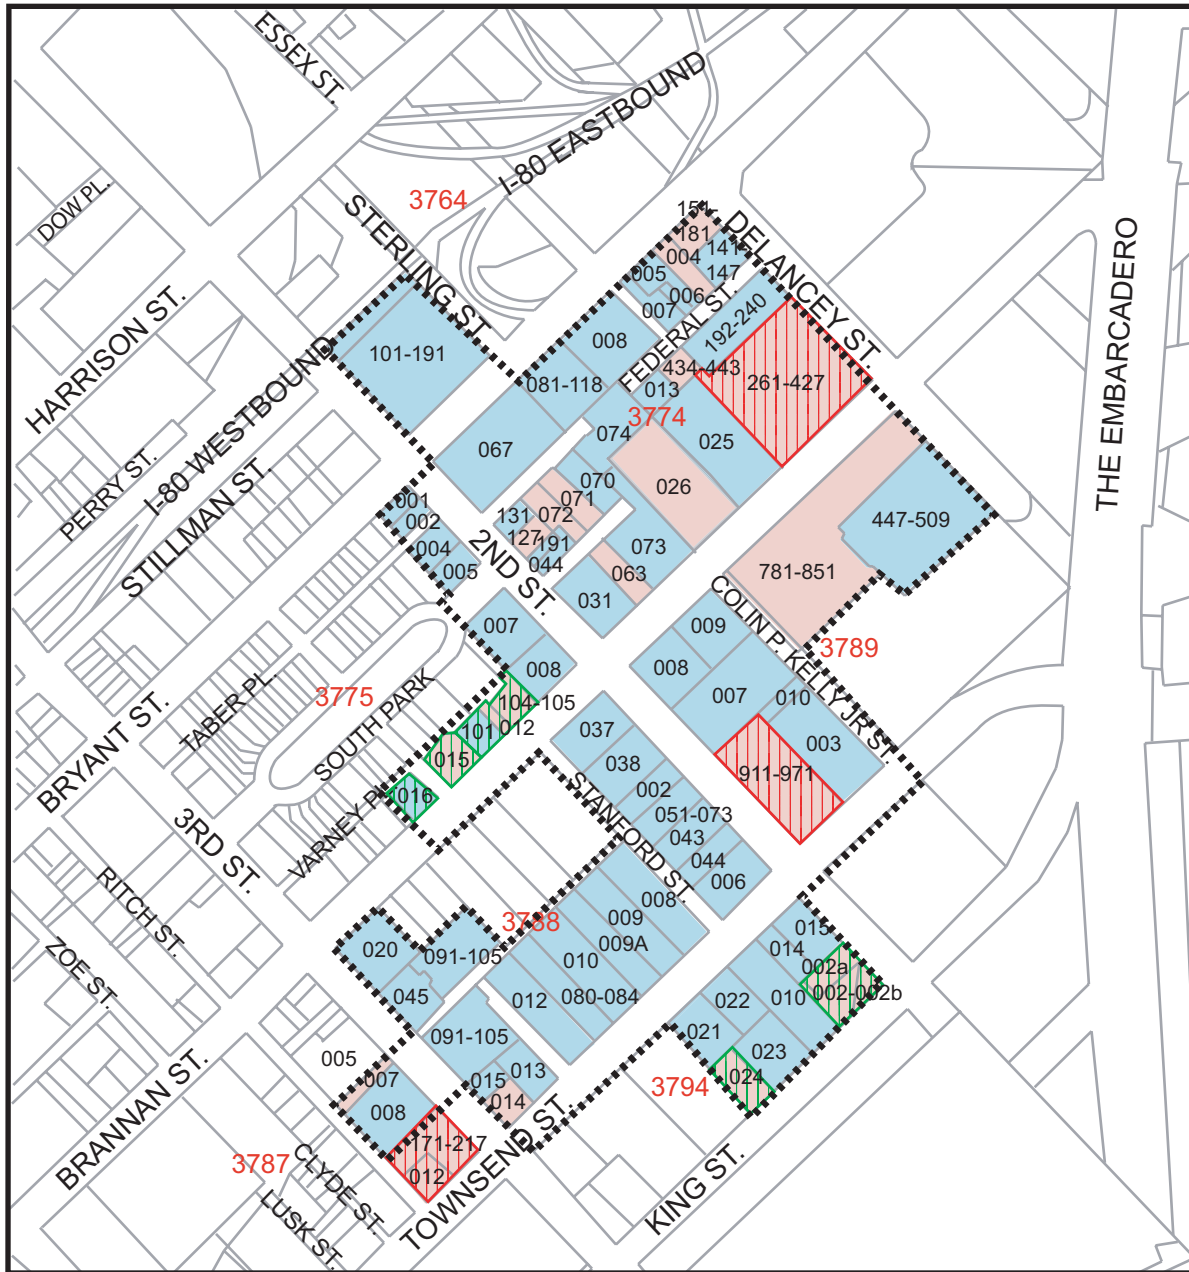 ESSEX ST.
I-80 EASTBOUND
3764
DOW PL.
STERLING ST.
151-
181
DELANCEY ST.
004
141-
147
005
006
007
FEDERAL ST.
192-240
THE EMBARCADERO
HARRISON ST.
101-191
008
434-443
261-427
081-118
013
I-80 WESTBOUND
3774
074
025
067
PERRY ST.
STILLMAN ST.
070
026
071
072
131
127
191
044
001
002
004
005
2ND ST.
073
063
031
447-509
781-851
COLIN P. KELLY JR ST.
3789
007
008
009
008
007
010
003
3775
TABER PL.
SOUTH PARK
104-105
012
101
015
016
VARNEY PL.
BRYANT ST.
3RD ST.
037
038
002
051-073
043
044
006
STANFORD ST.
911-971
RITCH ST.
ZOE ST.
3788
008
009
009A
010
080-084
012
020
091-105
045
091-105
013
015
014
015
014
002a
002-002b
010
022
021
023
024
3794
005
007
008
171-217
012
BRANNAN ST.
3787
CLYDE ST.
LUSK ST.
TOWNSEND ST.
KING ST.